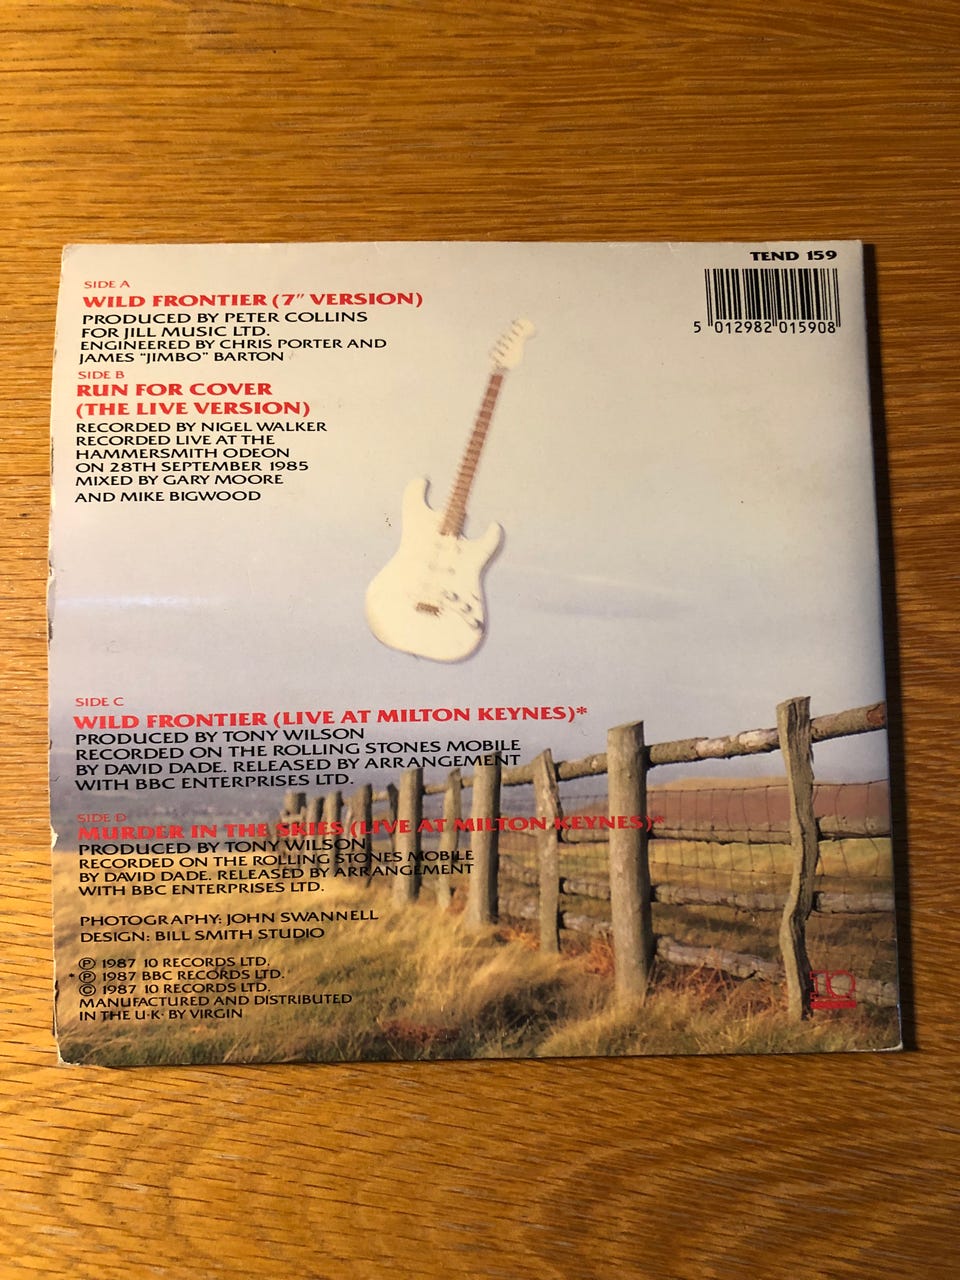 TEND 159
5 012982 015908
SIDE A
WILD FRONTIER (7" VERSION)
PRODUCED BY PETER COLLINS
FOR JILL MUSIC LTD.
ENGINEERED BY CHRIS PORTER AND
JAMES "JIMBO" BARTON
SIDE B
RUN FOR COVER
(THE LIVE VERSION)
RECORDED BY NIGEL WALKER
RECORDED LIVE AT THE
HAMMERSMITH ODEON
ON 28TH SEPTEMBER 1985
MIXED BY GARY MOORE
AND MIKE BIGWOOD
SIDE C
WILD FRONTIER (LIVE AT MILTON KEYNES)*
PRODUCED BY TONY WILSON
RECORDED ON THE ROLLING STONES MOBILE
BY DAVID DADE. RELEASED BY ARRANGEMENT
WITH BBC ENTERPRISES LTD.
SIDE D
MURDER IN THE SKIES (LIVE AT MILTON KEYNES)*
PRODUCED BY TONY WILSON
RECORDED ON THE ROLLING STONES MOBILE
BY DAVID DADE. RELEASED BY ARRANGEMENT
WITH BBC ENTERPRISES LTD.
PHOTOGRAPHY: JOHN SWANNELL
DESIGN: BILL SMITH STUDIO
℗ 1987 10 RECORDS LTD.
*℗ 1987 BBC RECORDS LTD.
© 1987 10 RECORDS LTD.
MANUFACTURED AND DISTRIBUTED
IN THE U·K· BY VIRGIN
10